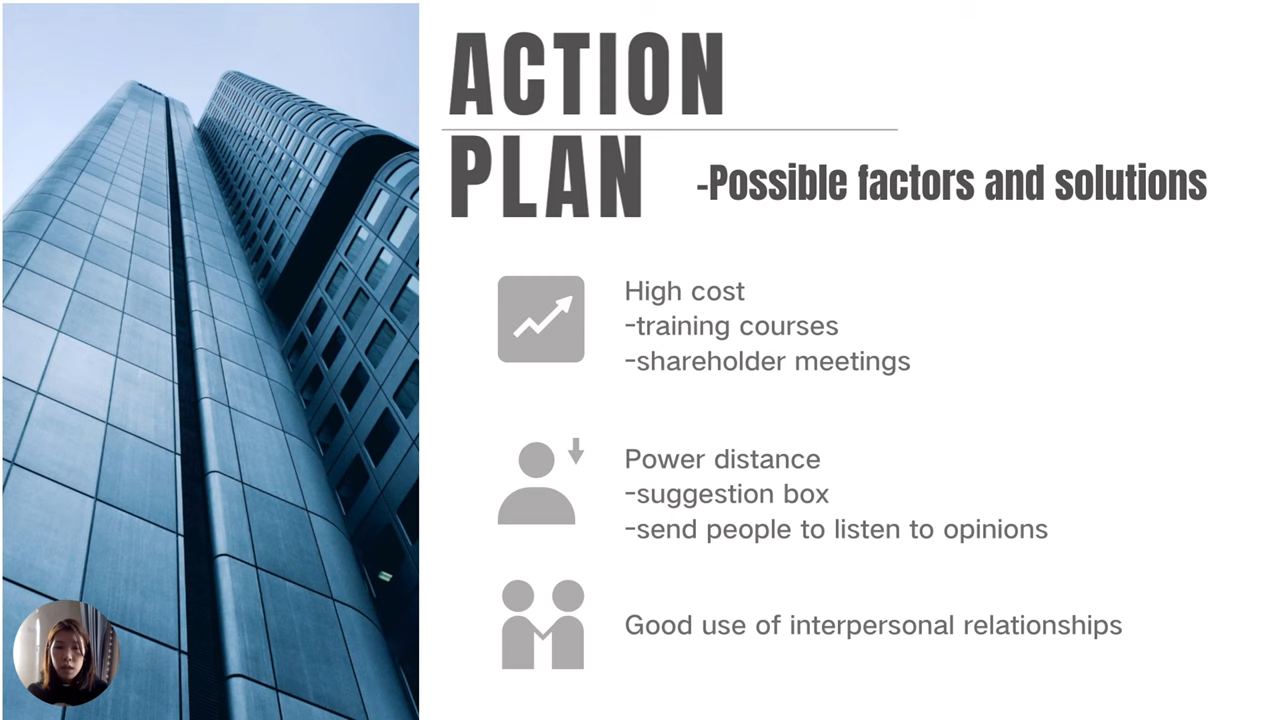 ACTION
PLAN
-Possible factors and solutions
High cost
-training courses
-shareholder meetings
Power distance
-suggestion box
-send people to listen to opinions
Good use of interpersonal relationships